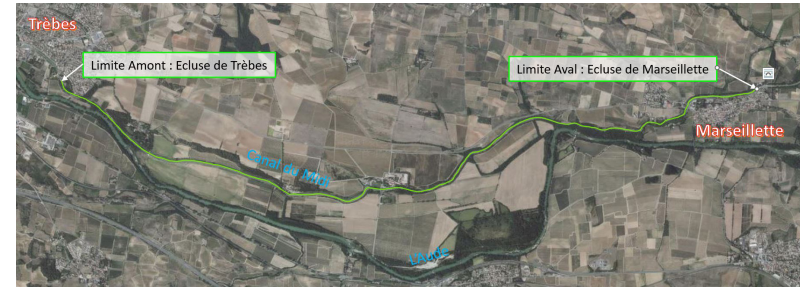 Trèbes
Limite Amont : Ecluse de Trèbes
Limite Aval : Ecluse de Marseillette
Marseillette
Canal du Midi
L'Aude